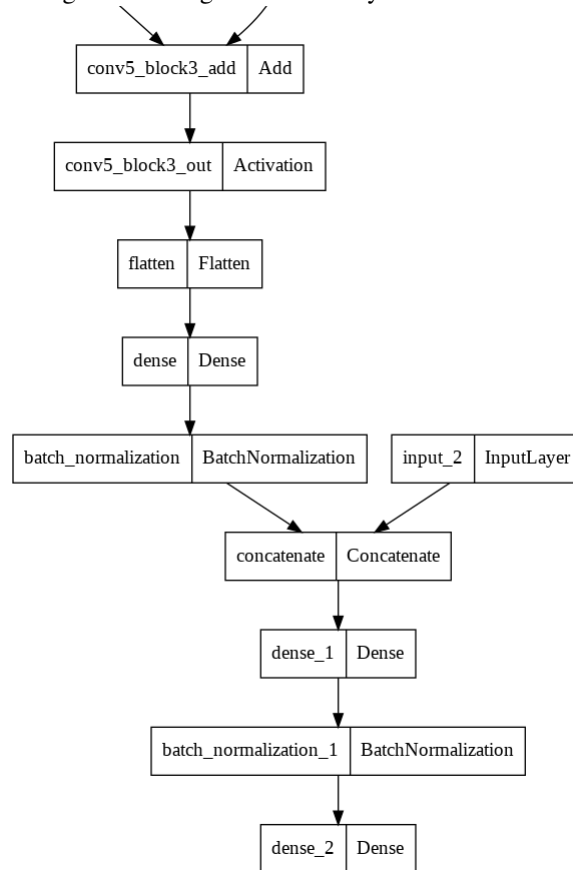 conv5_block3_add Add
conv5_block3_out Activation
flatten Flatten
dense Dense
batch_normalization BatchNormalization input_2 InputLayer
concatenate Concatenate
dense_1 Dense
batch_normalization_1 BatchNormalization
dense_2 Dense